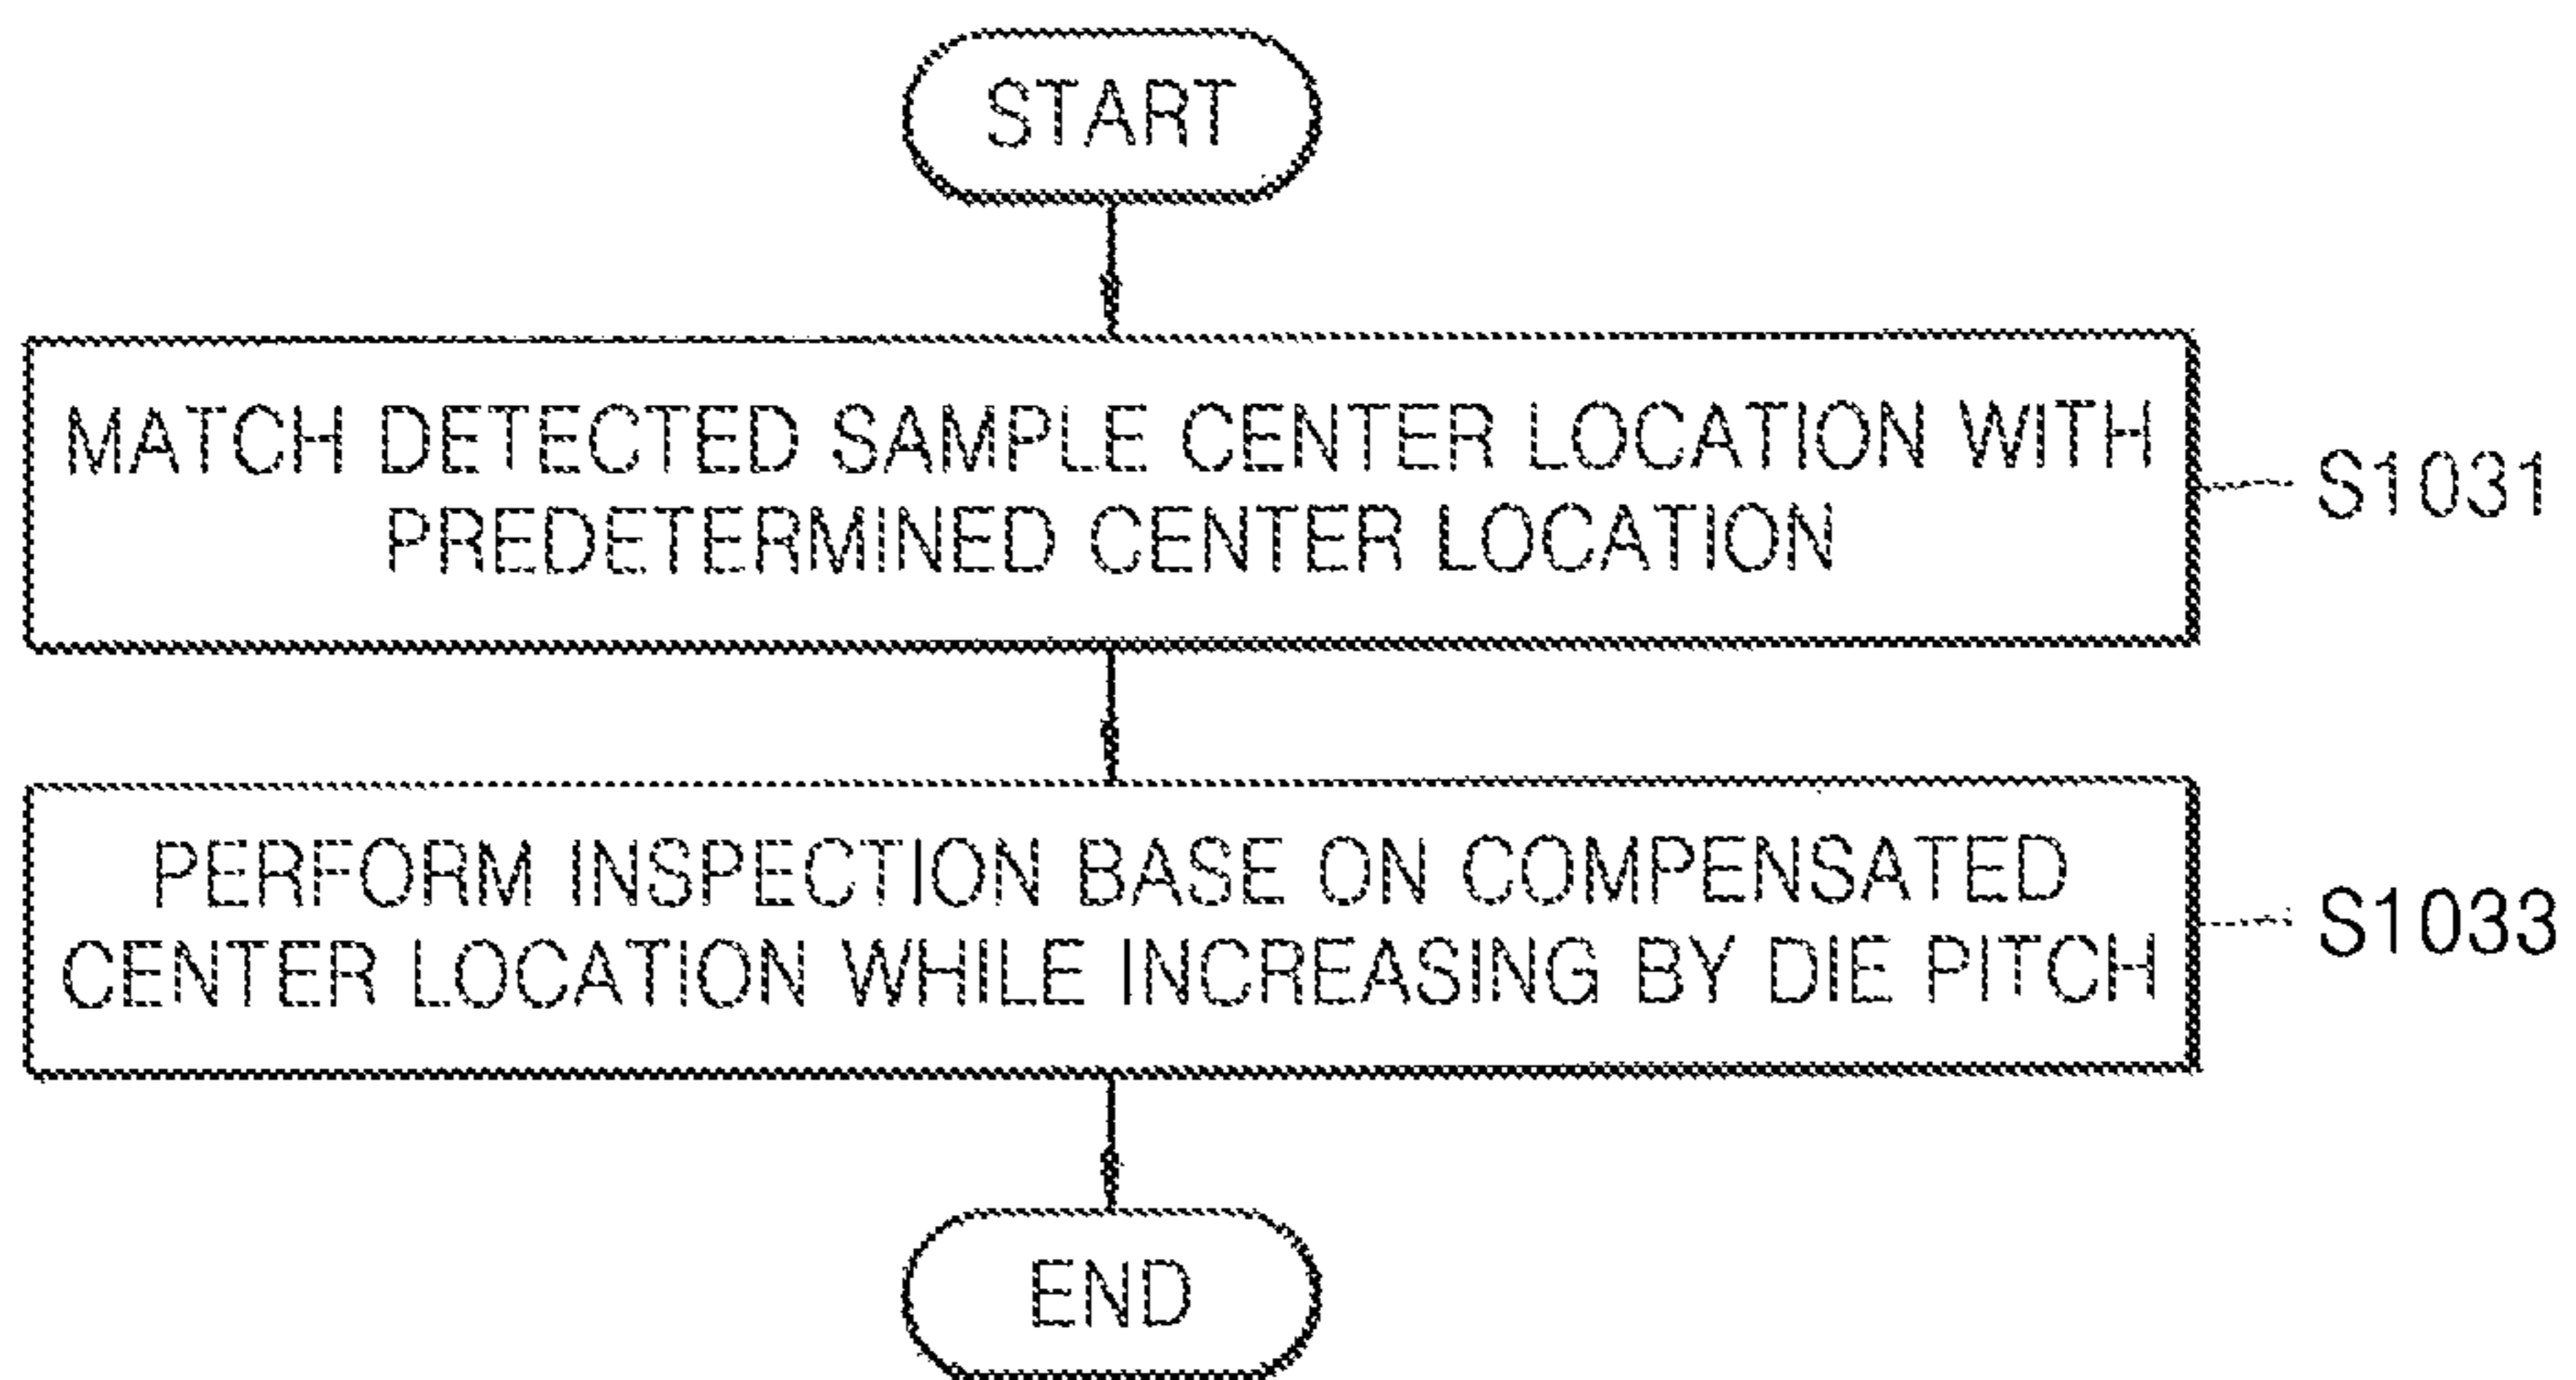 START
MATCH DETECTED SAMPLE CENTER LOCATION WITH
PREDETERMINED CENTER LOCATION
S1031
PERFORM INSPECTION BASE ON COMPENSATED
CENTER LOCATION WHILE INCREASING BY DIE PITCH
S1033
END